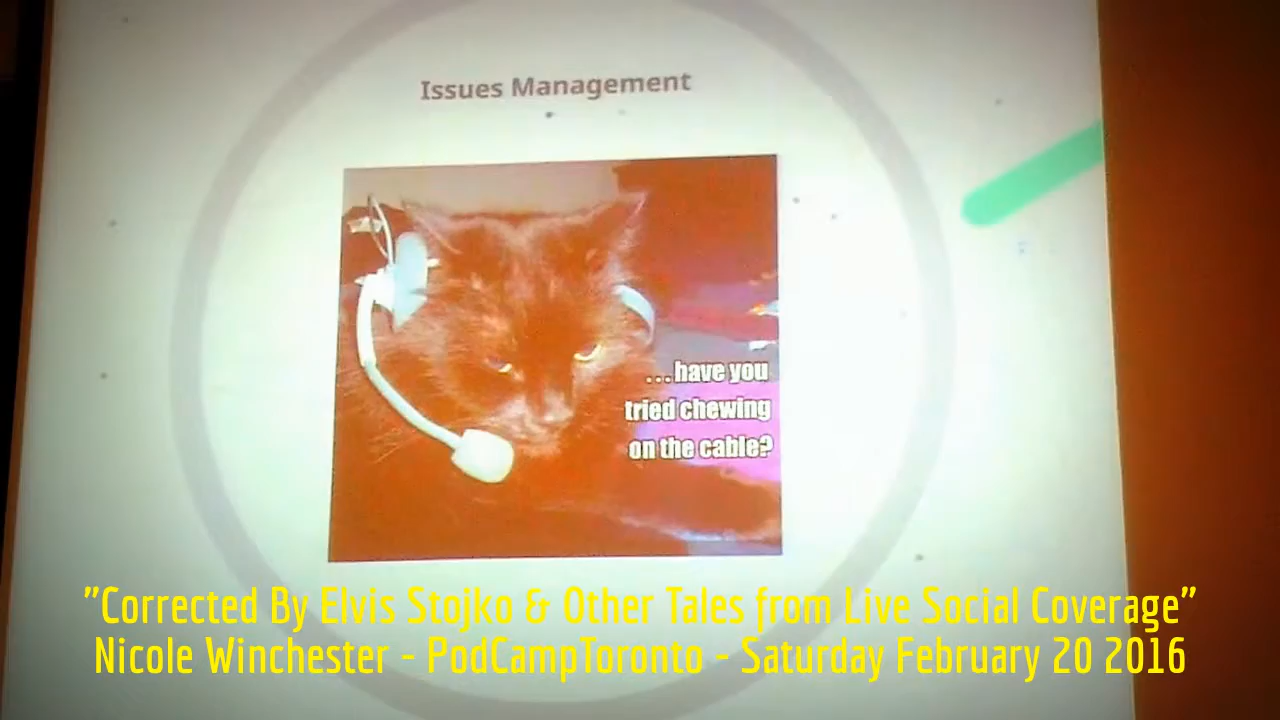 Issues Management
...have you
tried chewing
on the cable?
"Corrected By Elvis Stojko & Other Tales from Live Social Coverage"
Nicole Winchester - PodCampToronto - Saturday February 20 2016